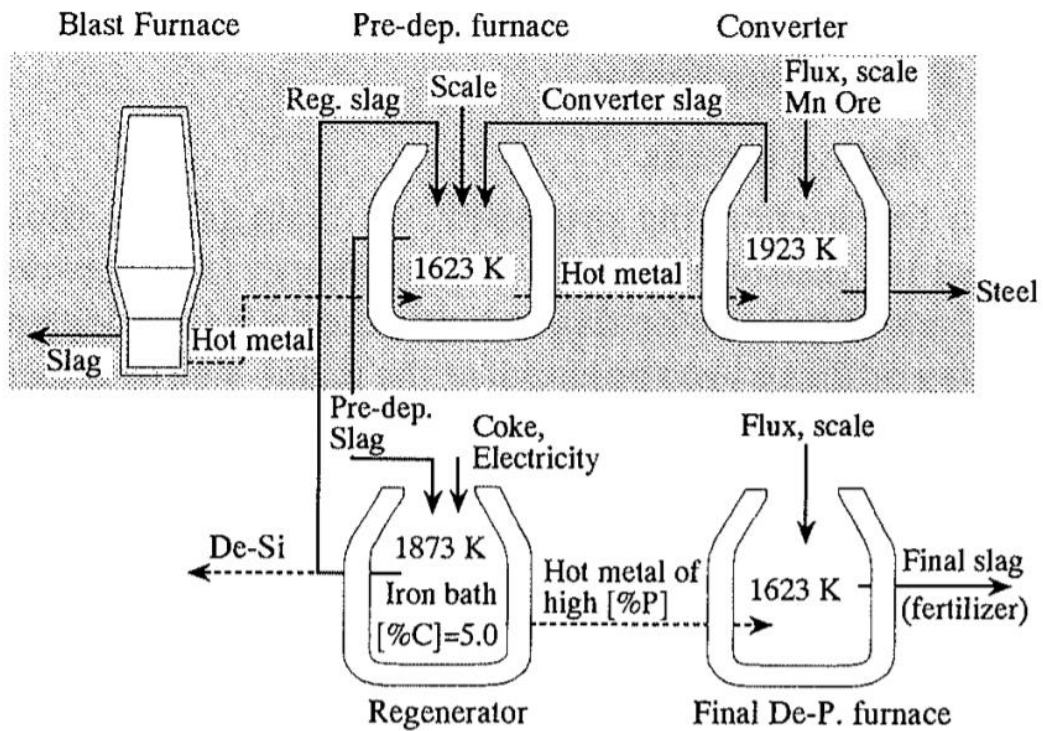 Blast Furnace
Pre-dep. furnace
Converter
Reg. slag
Scale
Converter slag
Flux, scale
Mn Ore
1623 K
Hot metal
1923 K
Steel
Slag
Hot metal
Pre-dep.
Slag
Coke,
Electricity
Flux, scale
De-Si
1873 K
Iron bath
[%C]=5.0
Hot metal of
high [%P]
1623 K
Final slag
(fertilizer)
Regenerator
Final De-P. furnace